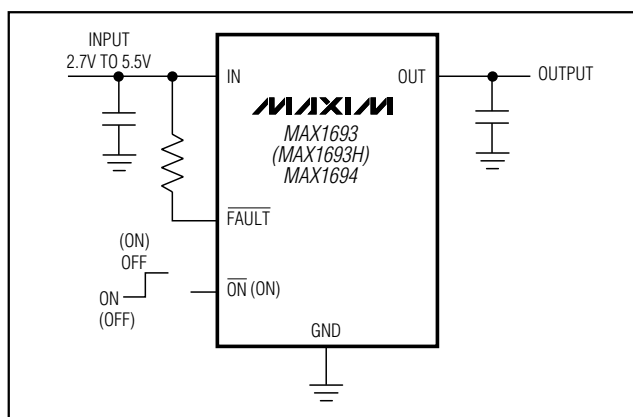 INPUT
2.7V TO 5.5V
IN
OUT
OUTPUT
MAXIM
MAX1693
(MAX1693H)
MAX1694
FAULT
(ON)
OFF
ON
(OFF)
ON (ON)
GND